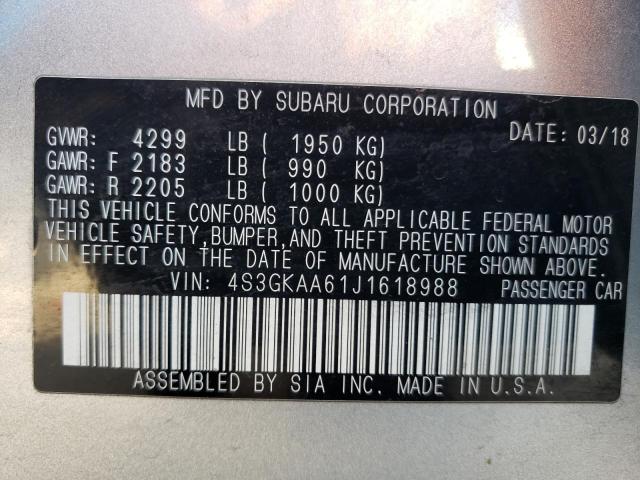 MFD BY SUBARU CORPORATION
GVWR: 4299 LB ( 1950 KG) DATE: 03/18
GAWR: F 2183 LB ( 990 KG)
GAWR: R 2205 LB ( 1000 KG)
THIS VEHICLE CONFORMS TO ALL APPLICABLE FEDERAL MOTOR
VEHICLE SAFETY,BUMPER,AND THEFT PREVENTION STANDARDS
IN EFFECT ON THE DATE OF MANUFACTURE SHOWN ABOVE.
VIN: 4S3GKAA61J1618988 PASSENGER CAR
ASSEMBLED BY SIA INC. MADE IN U.S.A.